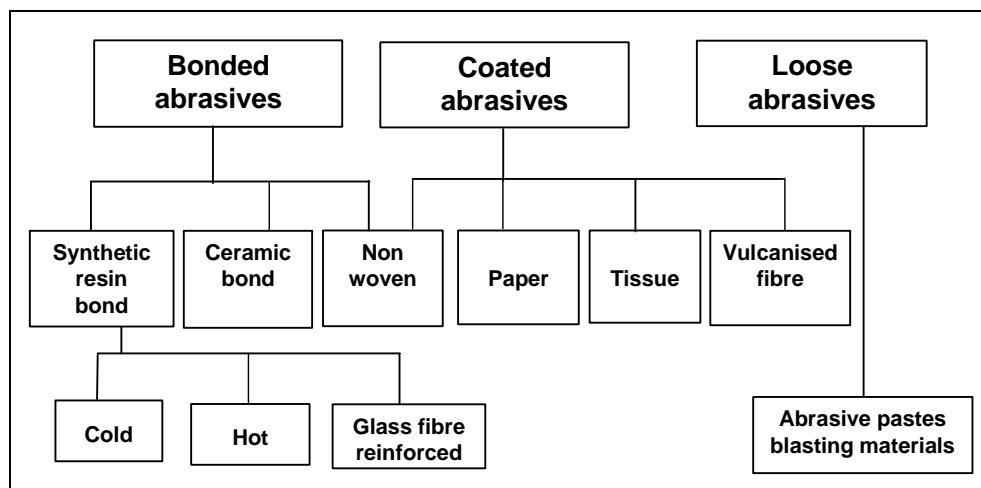 Bonded
abrasives
Coated
abrasives
Loose
abrasives
Synthetic
resin
bond
Ceramic
bond
Non
woven
Paper
Tissue
Vulcanised
fibre
Cold
Hot
Glass fibre
reinforced
Abrasive pastes
blasting materials